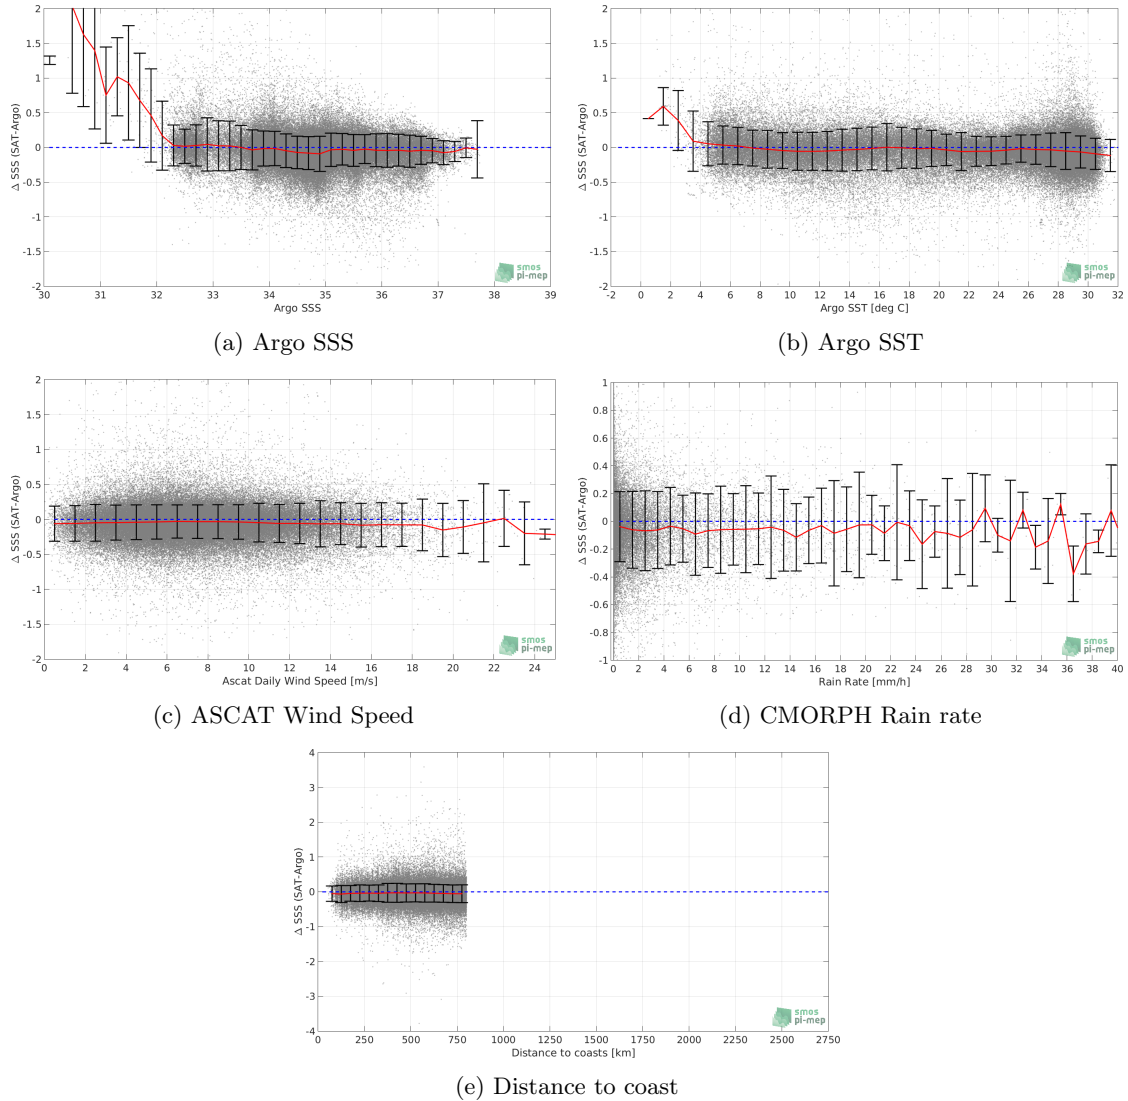 2
1.5
1
0.5
0
-0.5
-1
-1.5
-2
Δ SSS (SAT-Argo)
30 31 32 33 34 35 36 37 38 39
Argo SSS
smos
pi-mep
(a) Argo SSS
2
1.5
1
0.5
0
-0.5
-1
-1.5
-2
Δ SSS (SAT-Argo)
-2 0 2 4 6 8 10 12 14 16 18 20 22 24 26 28 30 32
Argo SST [deg C]
smos
pi-mep
(b) Argo SST
2
1.5
1
0.5
0
-0.5
-1
-1.5
-2
Δ SSS (SAT-Argo)
0 2 4 6 8 10 12 14 16 18 20 22 24
Ascat Daily Wind Speed [m/s]
smos
pi-mep
(c) ASCAT Wind Speed
1
0.8
0.6
0.4
0.2
0
-0.2
-0.4
-0.6
-0.8
-1
Δ SSS (SAT-Argo)
0 2 4 6 8 10 12 14 16 18 20 22 24 26 28 30 32 34 36 38 40
Rain Rate [mm/h]
smos
pi-mep
(d) CMORPH Rain rate
4
3
2
1
0
-1
-2
-3
-4
Δ SSS (SAT-Argo)
0 250 500 750 1000 1250 1500 1750 2000 2250 2500 2750
Distance to coasts [km]
smos
pi-mep
(e) Distance to coast